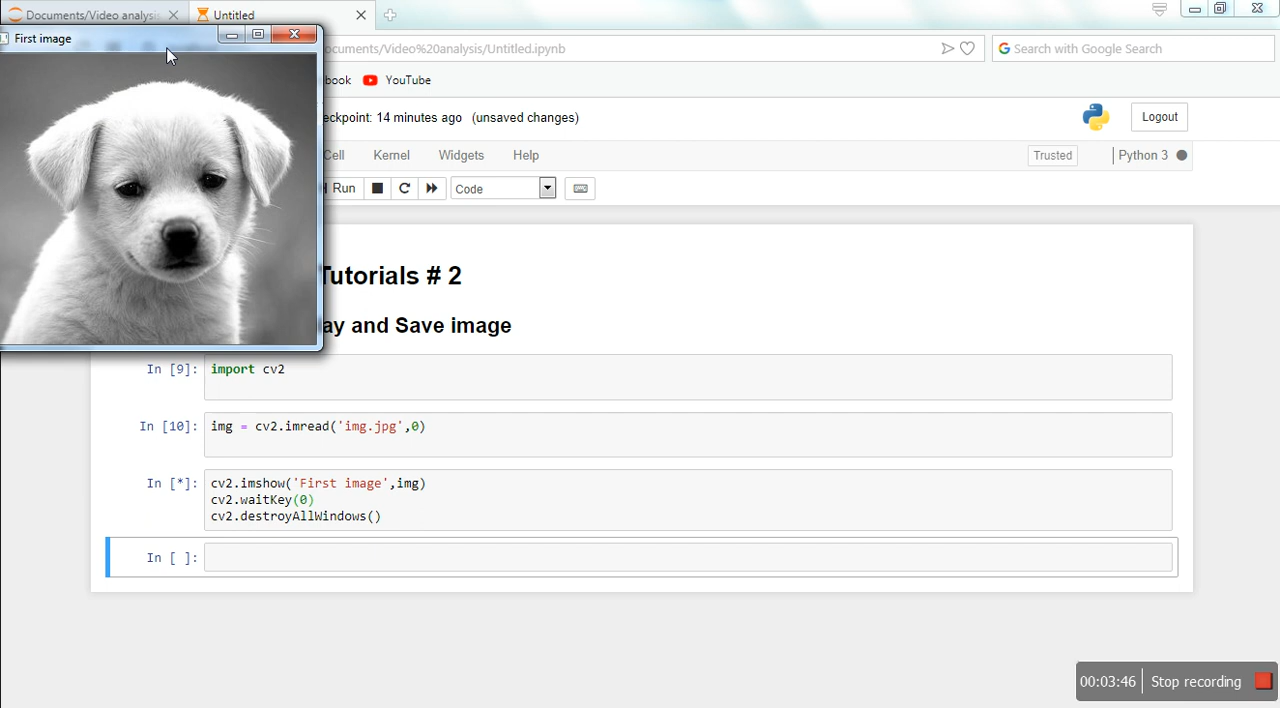 Documents/Video analysis
Untitled
First image
ocuments/Video%20analysis/Untitled.ipynb
Search with Google Search
book
YouTube
eckpoint: 14 minutes ago (unsaved changes)
Logout
Cell
Kernel
Widgets
Help
Trusted
Python 3
Run
Code
Tutorials # 2
ay and Save image
In [9]:
import cv2
In [10]:
img = cv2.imread('img.jpg',0)
In [*]:
cv2.imshow('First image',img)
cv2.waitKey(0)
cv2.destroyAllWindows()
In [ ]:
00:03:46
Stop recording